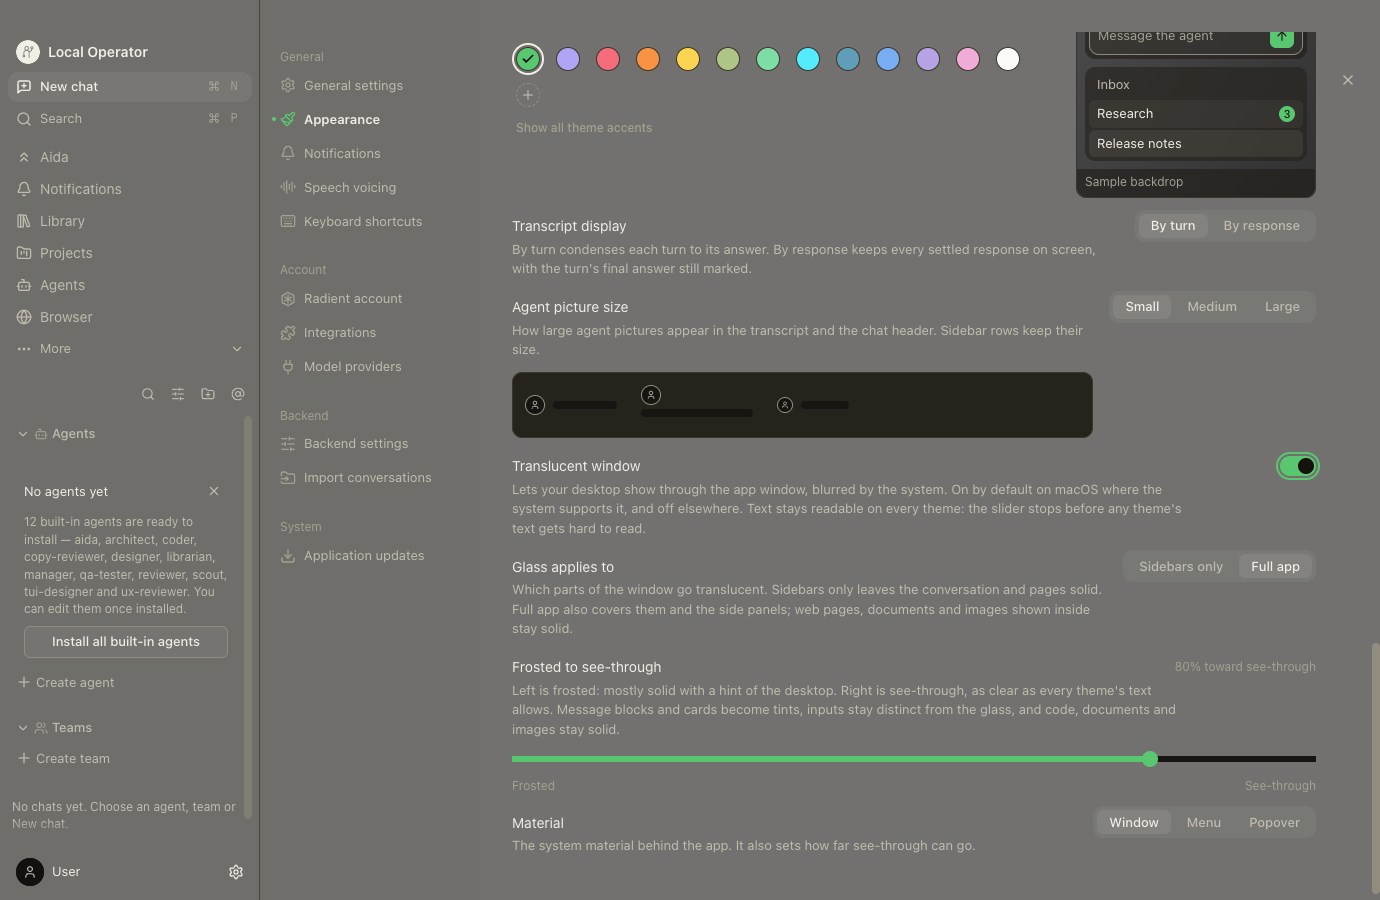 Local Operator
New chat ⌘ N
Search ⌘ P
Aida
Notifications
Library
Projects
Agents
Browser
More
Agents
No agents yet
12 built-in agents are ready to
install — aida, architect, coder,
copy-reviewer, designer, librarian,
manager, qa-tester, reviewer, scout,
tui-designer and ux-reviewer. You
can edit them once installed.
Install all built-in agents
Create agent
Teams
Create team
No chats yet. Choose an agent, team or
New chat.
User
General
General settings
Appearance
Notifications
Speech voicing
Keyboard shortcuts
Account
Radient account
Integrations
Model providers
Backend
Backend settings
Import conversations
System
Application updates
Show all theme accents
Message the agent
Inbox
Research 3
Release notes
Sample backdrop
Transcript display
By turn By response
By turn condenses each turn to its answer. By response keeps every settled response on screen,
with the turn's final answer still marked.
Agent picture size
Small Medium Large
How large agent pictures appear in the transcript and the chat header. Sidebar rows keep their
size.
Translucent window
Lets your desktop show through the app window, blurred by the system. On by default on macOS where the
system supports it, and off elsewhere. Text stays readable on every theme: the slider stops before any theme's
text gets hard to read.
Glass applies to
Sidebars only Full app
Which parts of the window go translucent. Sidebars only leaves the conversation and pages solid.
Full app also covers them and the side panels; web pages, documents and images shown inside
stay solid.
Frosted to see-through
80% toward see-through
Left is frosted: mostly solid with a hint of the desktop. Right is see-through, as clear as every theme's text
allows. Message blocks and cards become tints, inputs stay distinct from the glass, and code, documents and
images stay solid.
Frosted See-through
Material
Window Menu Popover
The system material behind the app. It also sets how far see-through can go.